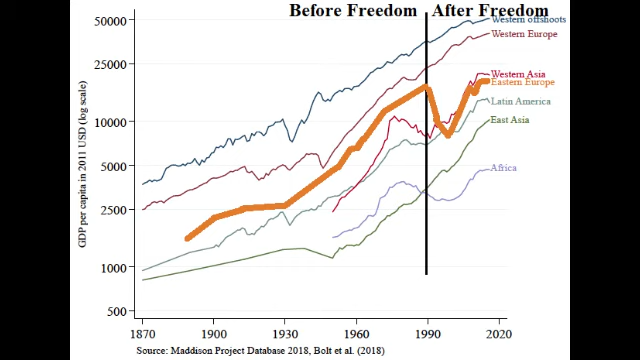 Before Freedom After Freedom
50000
25000
10000
5000
2500
1000
500
GDP per capita in 2011 USD (log scale)
Western offshoots
Western Europe
Western Asia
Eastern Europe
Latin America
East Asia
Africa
1870 1900 1930 1960 1990 2020
Source: Maddison Project Database 2018, Bolt et al. (2018)